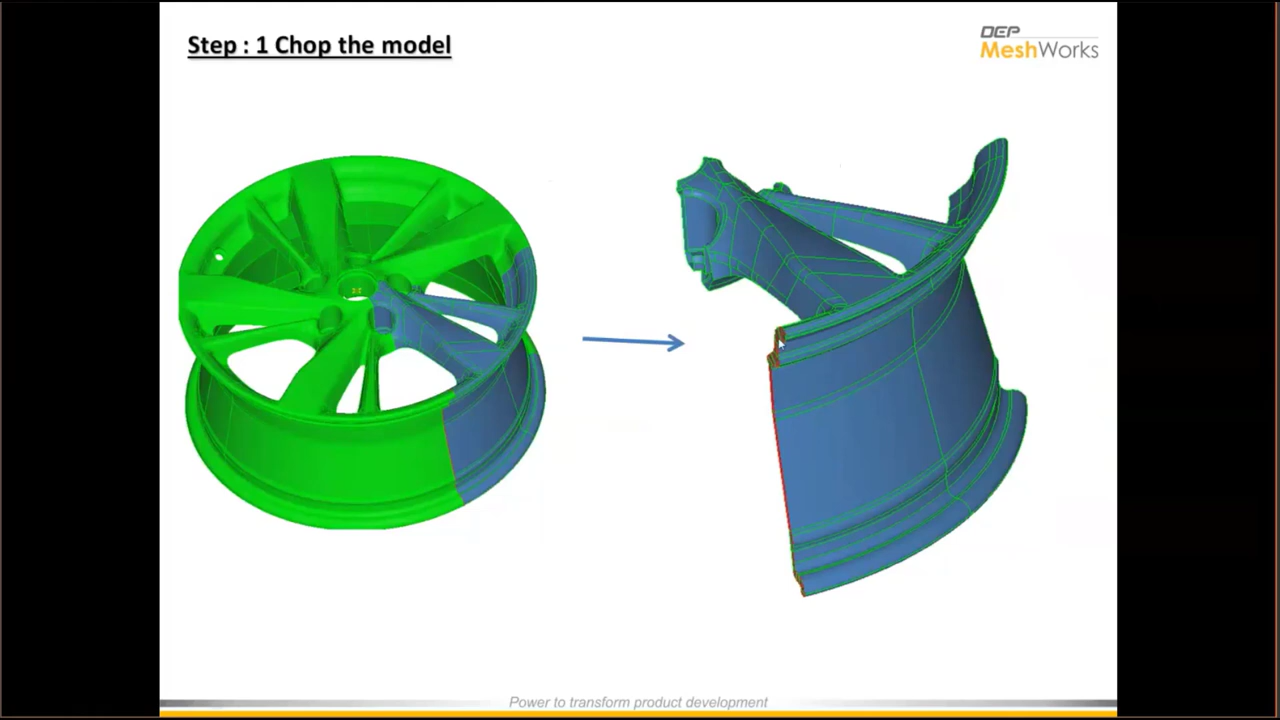 Step : 1 Chop the model
DEP
MeshWorks
Power to transform product development